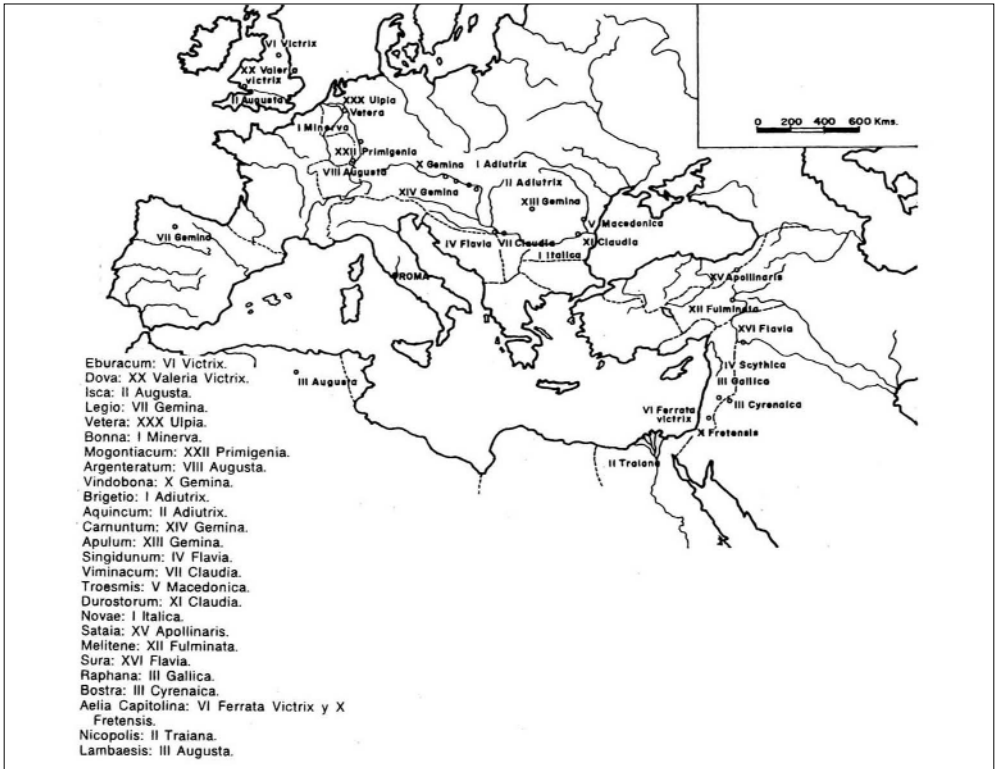 VI Victrix
XX Valeria
victrix
II Augusta
XXX Ulpia
Vetera
I Minerva
XXII Primigenia
VIII Augusta
X Gemina
I Adiutrix
II Adiutrix
XIV Gemina
XIII Gemina
V Macedonica
IV Flavia
VII Claudia
XI Claudia
I Italica
VII Gemina
ROMA
XV Apollinaris
XII Fulminata
XVI Flavia
IV Scythica
III Gallica
III Cyrenaica
VI Ferrata
victrix
X Fretensis
II Traiana
III Augusta
0 200 400 600 Kms.
Eburacum: VI Victrix.
Dova: XX Valeria Victrix.
Isca: II Augusta.
Legio: VII Gemina.
Vetera: XXX Ulpia.
Bonna: I Minerva.
Mogontiacum: XXII Primigenia.
Argenteratum: VIII Augusta.
Vindobona: X Gemina.
Brigetio: I Adiutrix.
Aquincum: II Adiutrix.
Carnuntum: XIV Gemina.
Apulum: XIII Gemina.
Singidunum: IV Flavia.
Viminacum: VII Claudia.
Troesmis: V Macedonica.
Durostorum: XI Claudia.
Novae: I Italica.
Sataia: XV Apollinaris.
Melitene: XII Fulminata.
Sura: XVI Flavia.
Raphana: III Gallica.
Bostra: III Cyrenaica.
Aelia Capitolina: VI Ferrata Victrix y X
Fretensis.
Nicopolis: II Traiana.
Lambaesis: III Augusta.